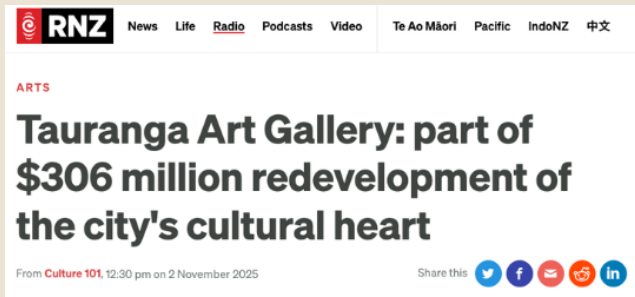 RNZ News Life Radio Podcasts Video Te Ao Māori Pacific IndoNZ 中文
ARTS
Tauranga Art Gallery: part of
$306 million redevelopment of
the city's cultural heart
From Culture 101, 12:30 pm on 2 November 2025 Share this f in